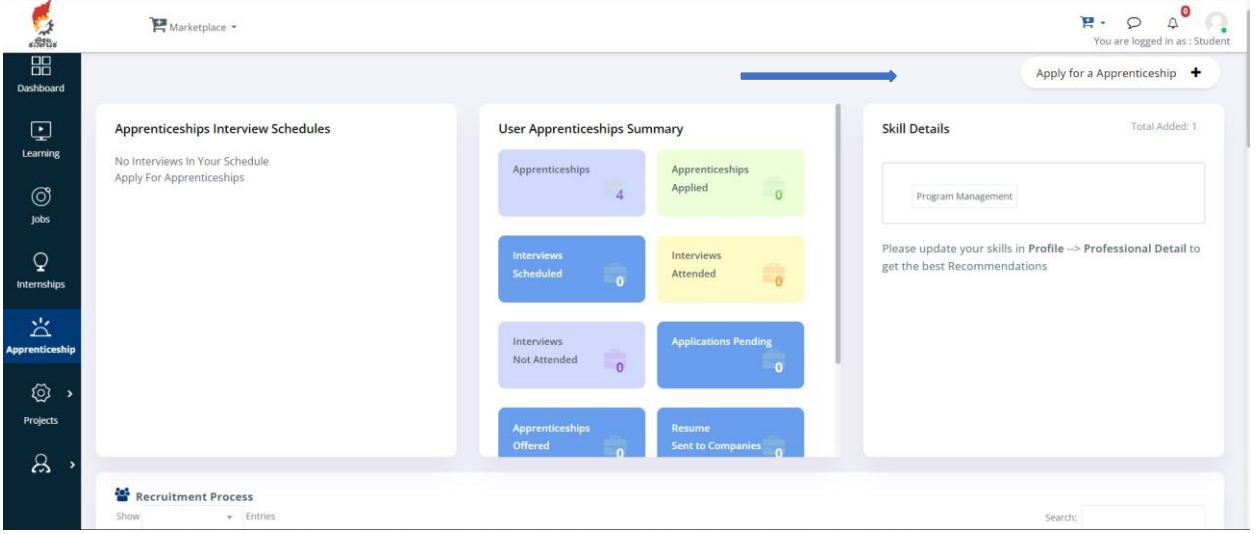 Marketplace
0
You are logged in as : Student
Dashboard
Learning
Jobs
Internships
Apprenticeship
Projects
Apply for a Apprenticeship +
Apprenticeships Interview Schedules
No Interviews In Your Schedule
Apply For Apprenticeships
User Apprenticeships Summary
Apprenticeships
4
Apprenticeships
Applied
0
Interviews
Scheduled
0
Interviews
Attended
0
Interviews
Not Attended
0
Applications Pending
0
Apprenticeships
Offered
0
Resume
Sent to Companies
0
Skill Details
Total Added: 1
Program Management
Please update your skills in Profile --> Professional Detail to
get the best Recommendations
Recruitment Process
Show Entries
Search: